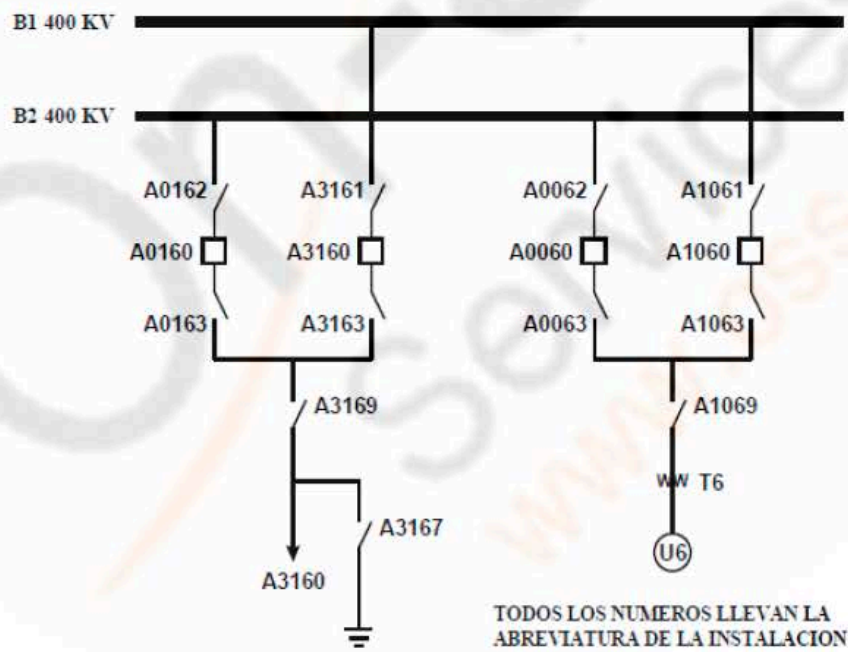 B1 400 KV
B2 400 KV
A0162
A3161
A0062
A1061
A0160
A3160
A0060
A1060
A0163
A3163
A0063
A1063
A3169
A1069
T6
A3167
A3160
U6
TODOS LOS NUMEROS LLEVAN LA
ABREVIATURA DE LA INSTALACION